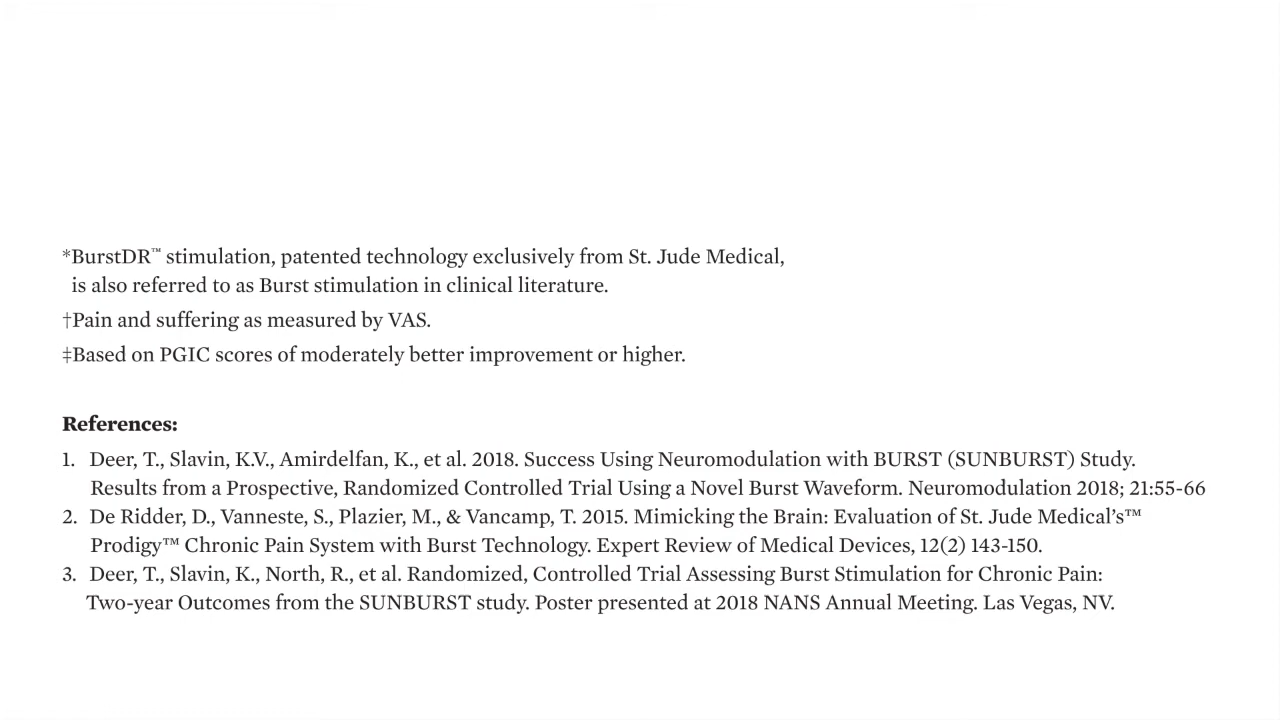 *BurstDR™ stimulation, patented technology exclusively from St. Jude Medical,
is also referred to as Burst stimulation in clinical literature.
†Pain and suffering as measured by VAS.
‡Based on PGIC scores of moderately better improvement or higher.
References:
1. Deer, T., Slavin, K.V., Amirdelfan, K., et al. 2018. Success Using Neuromodulation with BURST (SUNBURST) Study.
Results from a Prospective, Randomized Controlled Trial Using a Novel Burst Waveform. Neuromodulation 2018; 21:55-66
2. De Ridder, D., Vanneste, S., Plazier, M., & Vancamp, T. 2015. Mimicking the Brain: Evaluation of St. Jude Medical’s™
Prodigy™ Chronic Pain System with Burst Technology. Expert Review of Medical Devices, 12(2) 143-150.
3. Deer, T., Slavin, K., North, R., et al. Randomized, Controlled Trial Assessing Burst Stimulation for Chronic Pain:
Two-year Outcomes from the SUNBURST study. Poster presented at 2018 NANS Annual Meeting. Las Vegas, NV.